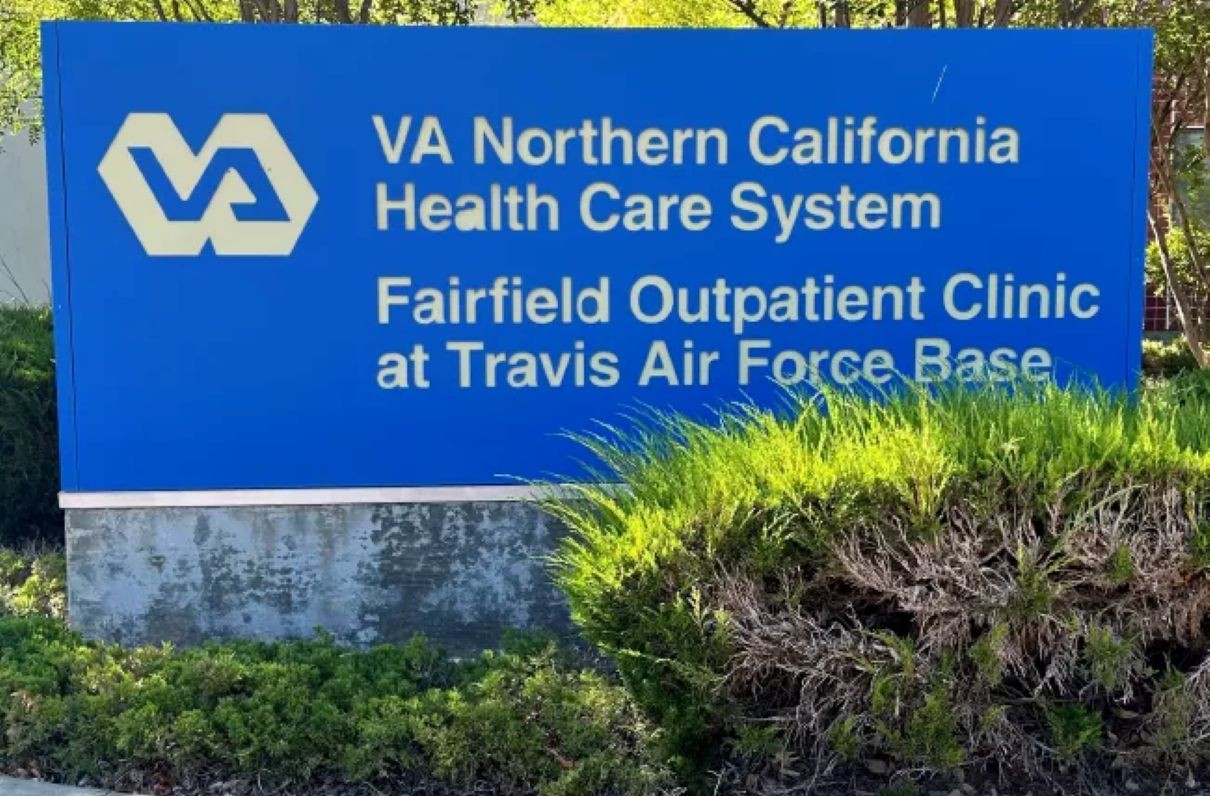 VA
VA Northern California
Health Care System
Fairfield Outpatient Clinic
at Travis Air Force Base